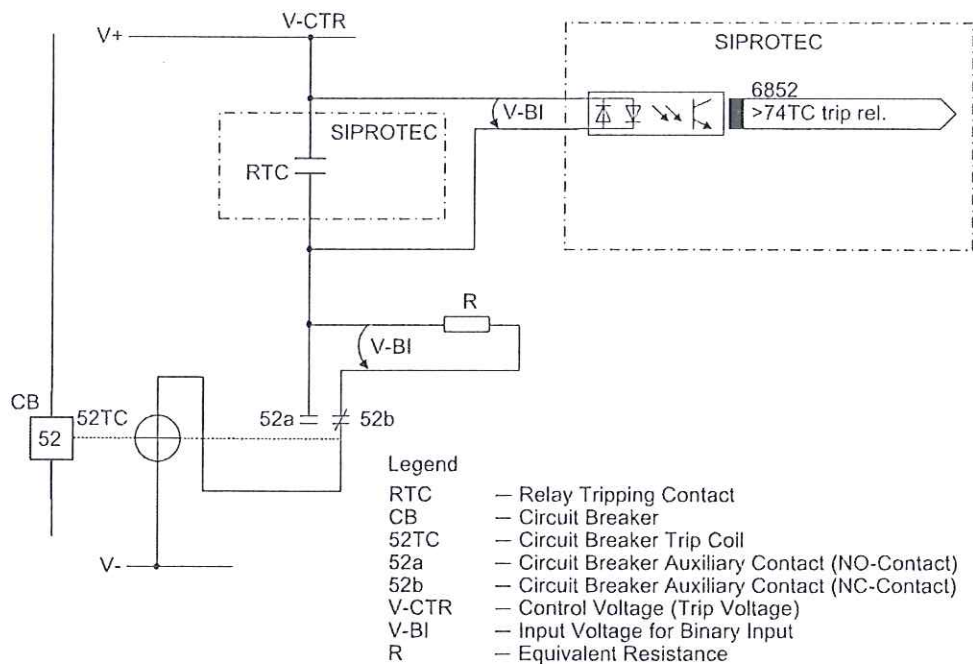 V-CTR
V+
SIPROTEC
6852
>74TC trip rel.
V-BI
SIPROTEC
RTC
R
V-BI
CB
52TC
52a
52b
52
Legend
RTC – Relay Tripping Contact
CB – Circuit Breaker
52TC – Circuit Breaker Trip Coil
52a – Circuit Breaker Auxiliary Contact (NO-Contact)
52b – Circuit Breaker Auxiliary Contact (NC-Contact)
V-CTR – Control Voltage (Trip Voltage)
V-BI – Input Voltage for Binary Input
R – Equivalent Resistance
V-